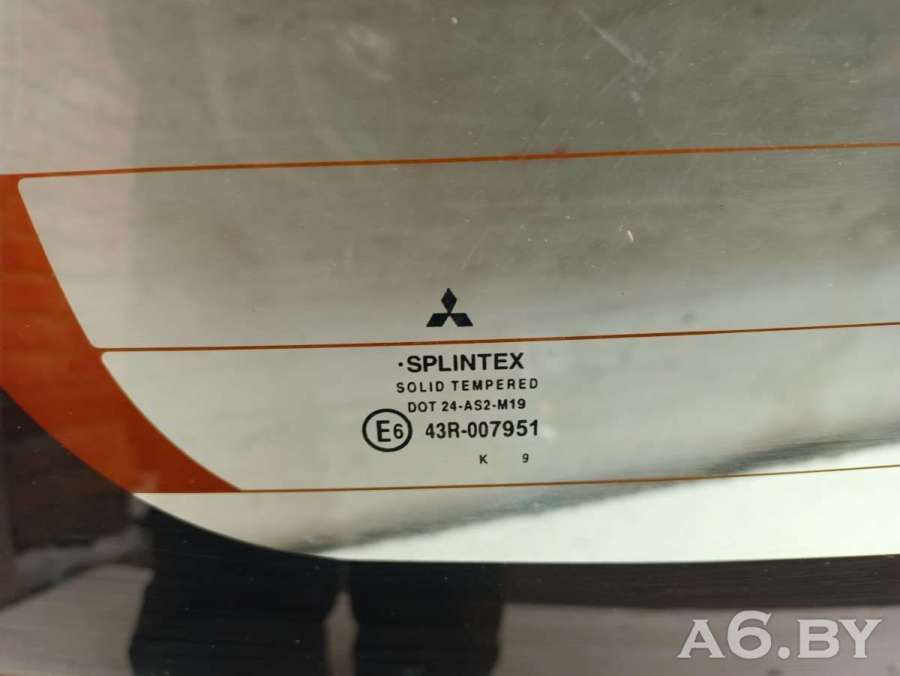 ·SPLINTEX
SOLID TEMPERED
DOT 24-AS2-M19
E6 43R-007951
K 9
A6.BY